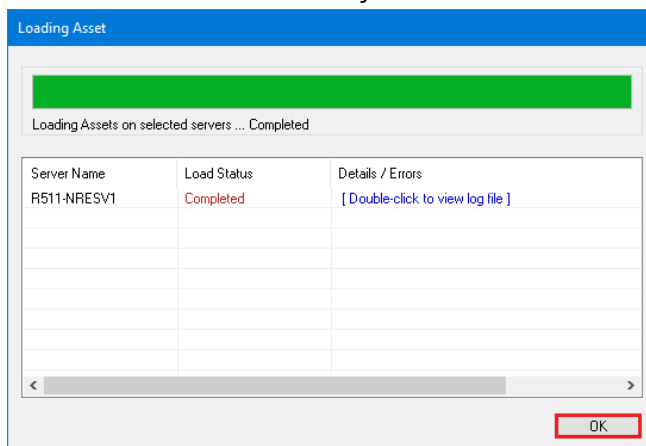 Loading Asset
Loading Assets on selected servers ... Completed
Server Name Load Status Details / Errors
R511-NRESV1 Completed [ Double-click to view log file ]
OK